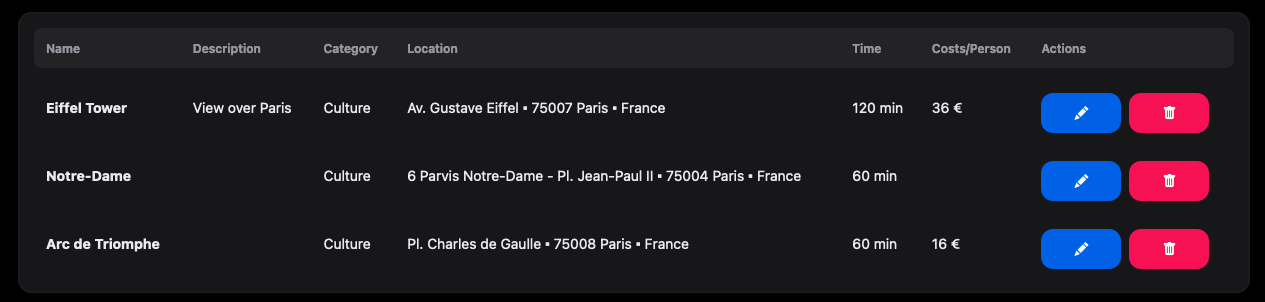 Name Description Category Location Time Costs/Person Actions
Eiffel Tower View over Paris Culture Av. Gustave Eiffel ▪ 75007 Paris ▪ France 120 min 36 €
Notre-Dame Culture 6 Parvis Notre-Dame - Pl. Jean-Paul II ▪ 75004 Paris ▪ France 60 min
Arc de Triomphe Culture Pl. Charles de Gaulle ▪ 75008 Paris ▪ France 60 min 16 €